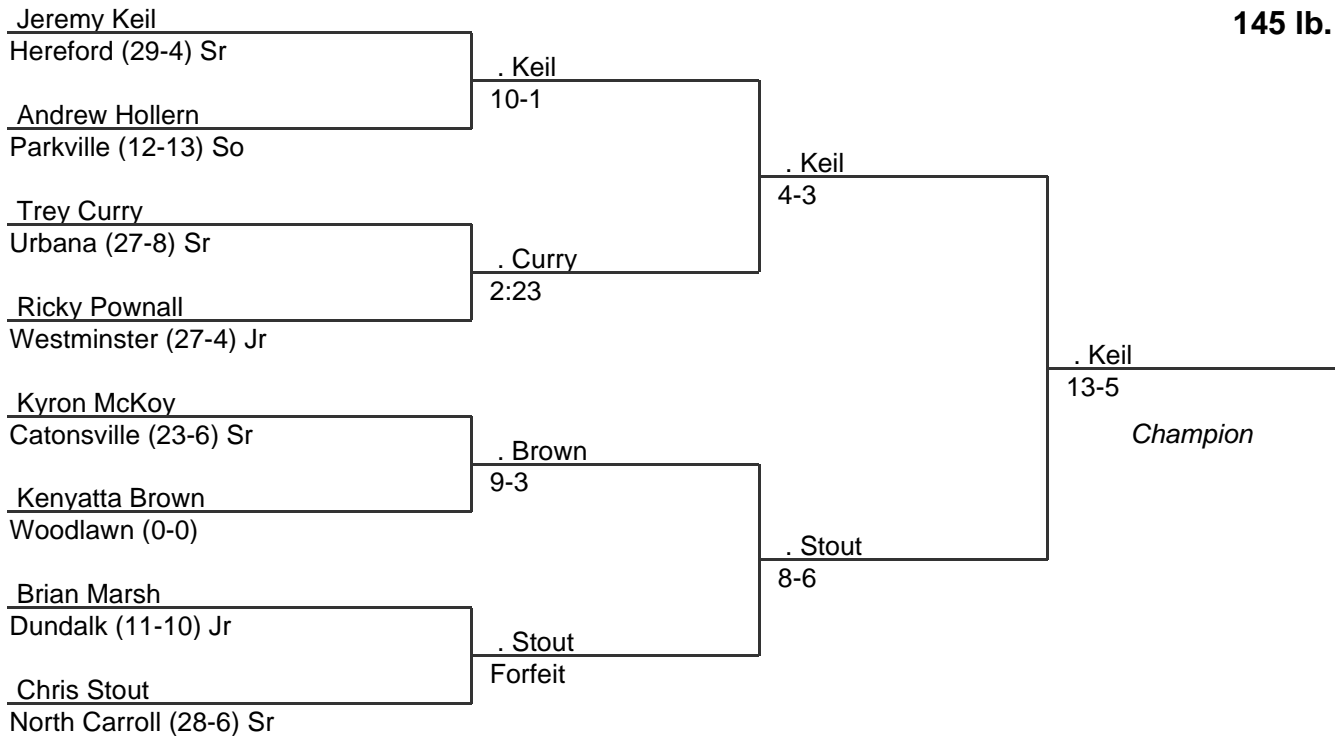 145 lb.
Jeremy Keil
Hereford (29-4) Sr
. Keil
10-1
Andrew Hollern
Parkville (12-13) So
. Keil
4-3
Trey Curry
Urbana (27-8) Sr
. Curry
2:23
Ricky Pownall
Westminster (27-4) Jr
. Keil
13-5
Champion
Kyron McKoy
Catonsville (23-6) Sr
. Brown
9-3
Kenyatta Brown
Woodlawn (0-0)
. Stout
8-6
Brian Marsh
Dundalk (11-10) Jr
. Stout
Forfeit
Chris Stout
North Carroll (28-6) Sr